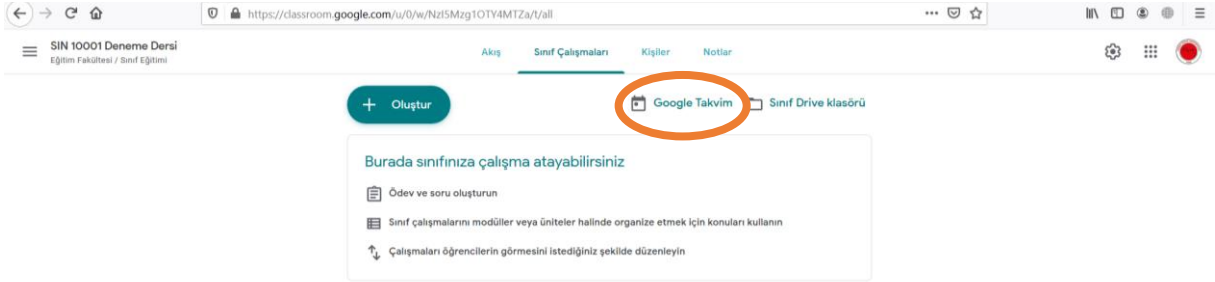 https://classroom.google.com/u/0/w/NzI5Mzg1OTY4MTZa/t/all
SIN 10001 Deneme Dersi
Eğitim Fakültesi / Sınıf Eğitimi
Akış Sınıf Çalışmaları Kişiler Notlar
+ Oluştur
Google Takvim
Sınıf Drive klasörü
Burada sınıfınıza çalışma atayabilirsiniz
Ödev ve soru oluşturun
Sınıf çalışmalarını modüller veya üniteler halinde organize etmek için konuları kullanın
Çalışmaları öğrencilerin görmesini istediğiniz şekilde düzenleyin